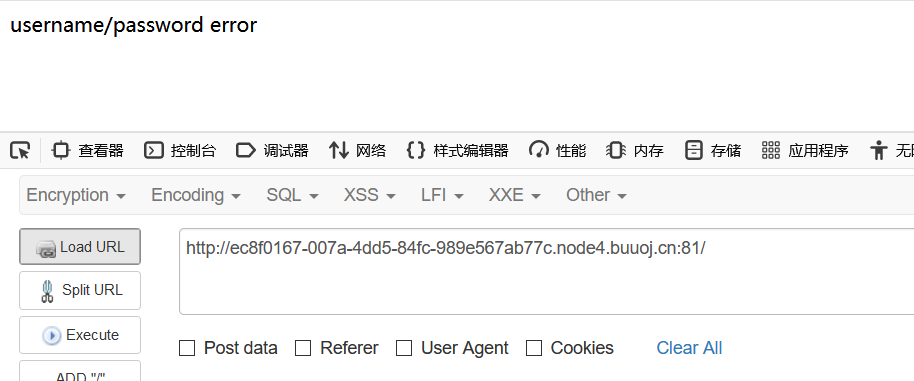 username/password error
查看器 控制台 调试器 网络 样式编辑器 性能 内存 存储 应用程序
Encryption Encoding SQL XSS LFI XXE Other
Load URL http://ec8f0167-007a-4dd5-84fc-989e567ab77c.node4.buuoj.cn:81/
Split URL
Execute
Post data Referer User Agent Cookies Clear All
ADD "/"